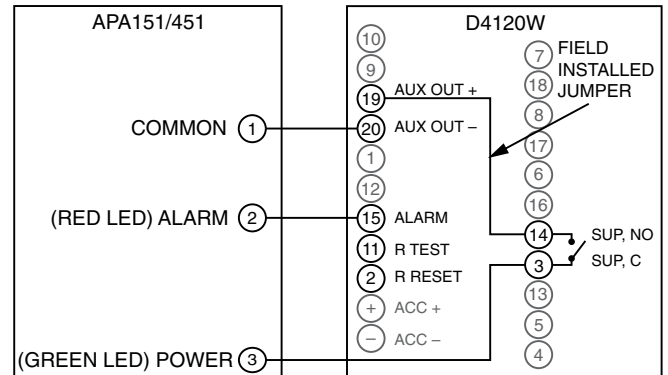 APA151/451
COMMON 1
(RED LED) ALARM 2
(GREEN LED) POWER 3
D4120W
10
9
19 AUX OUT +
20 AUX OUT –
1
12
15 ALARM
11 R TEST
2 R RESET
+ ACC +
– ACC –
7
18
8
17
6
16
14 SUP, NO
3 SUP, C
13
5
4
FIELD
INSTALLED
JUMPER